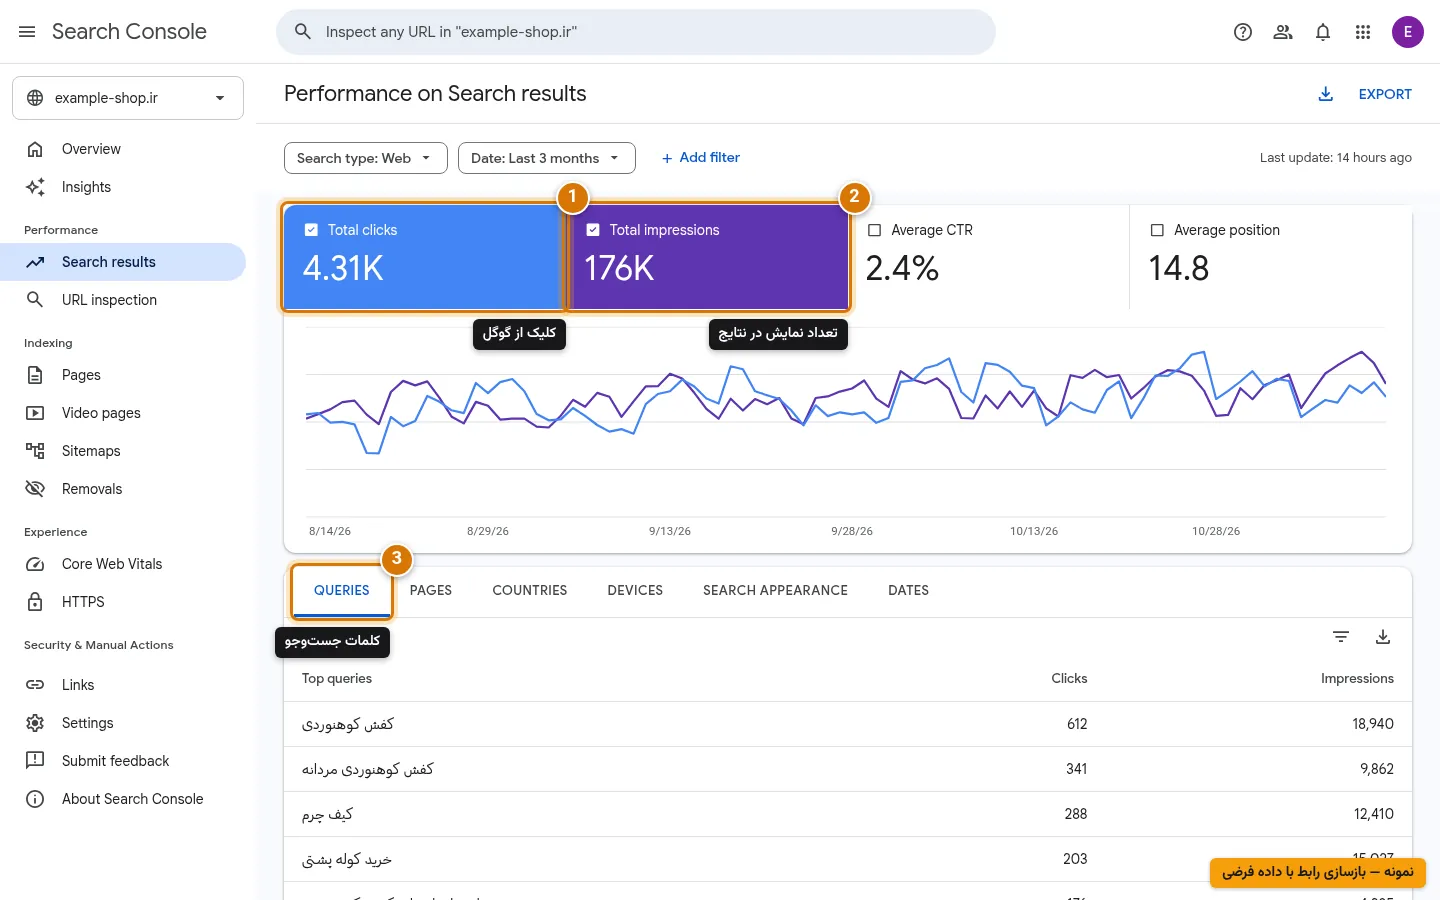 Search Console
Inspect any URL in "example-shop.ir"
E
example-shop.ir
Overview
Insights
Performance
Search results
URL inspection
Indexing
Pages
Video pages
Sitemaps
Removals
Experience
Core Web Vitals
HTTPS
Security & Manual Actions
Links
Settings
Submit feedback
About Search Console
Performance on Search results
EXPORT
Search type: Web
Date: Last 3 months
+ Add filter
Last update: 14 hours ago
1
2
Total clicks
4.31K
Total impressions
176K
Average CTR
2.4%
Average position
14.8
کلیک از گوگل
تعداد نمایش در نتایج
8/14/26 8/29/26 9/13/26 9/28/26 10/13/26 10/28/26
3
QUERIES PAGES COUNTRIES DEVICES SEARCH APPEARANCE DATES
کلمات جست‌وجو
Top queries Clicks Impressions
کفش کوهنوردی 612 18,940
کفش کوهنوردی مردانه 341 9,862
کیف چرم 288 12,410
خرید کوله پشتی 203
نمونه — بازسازی رابط با داده فرضی